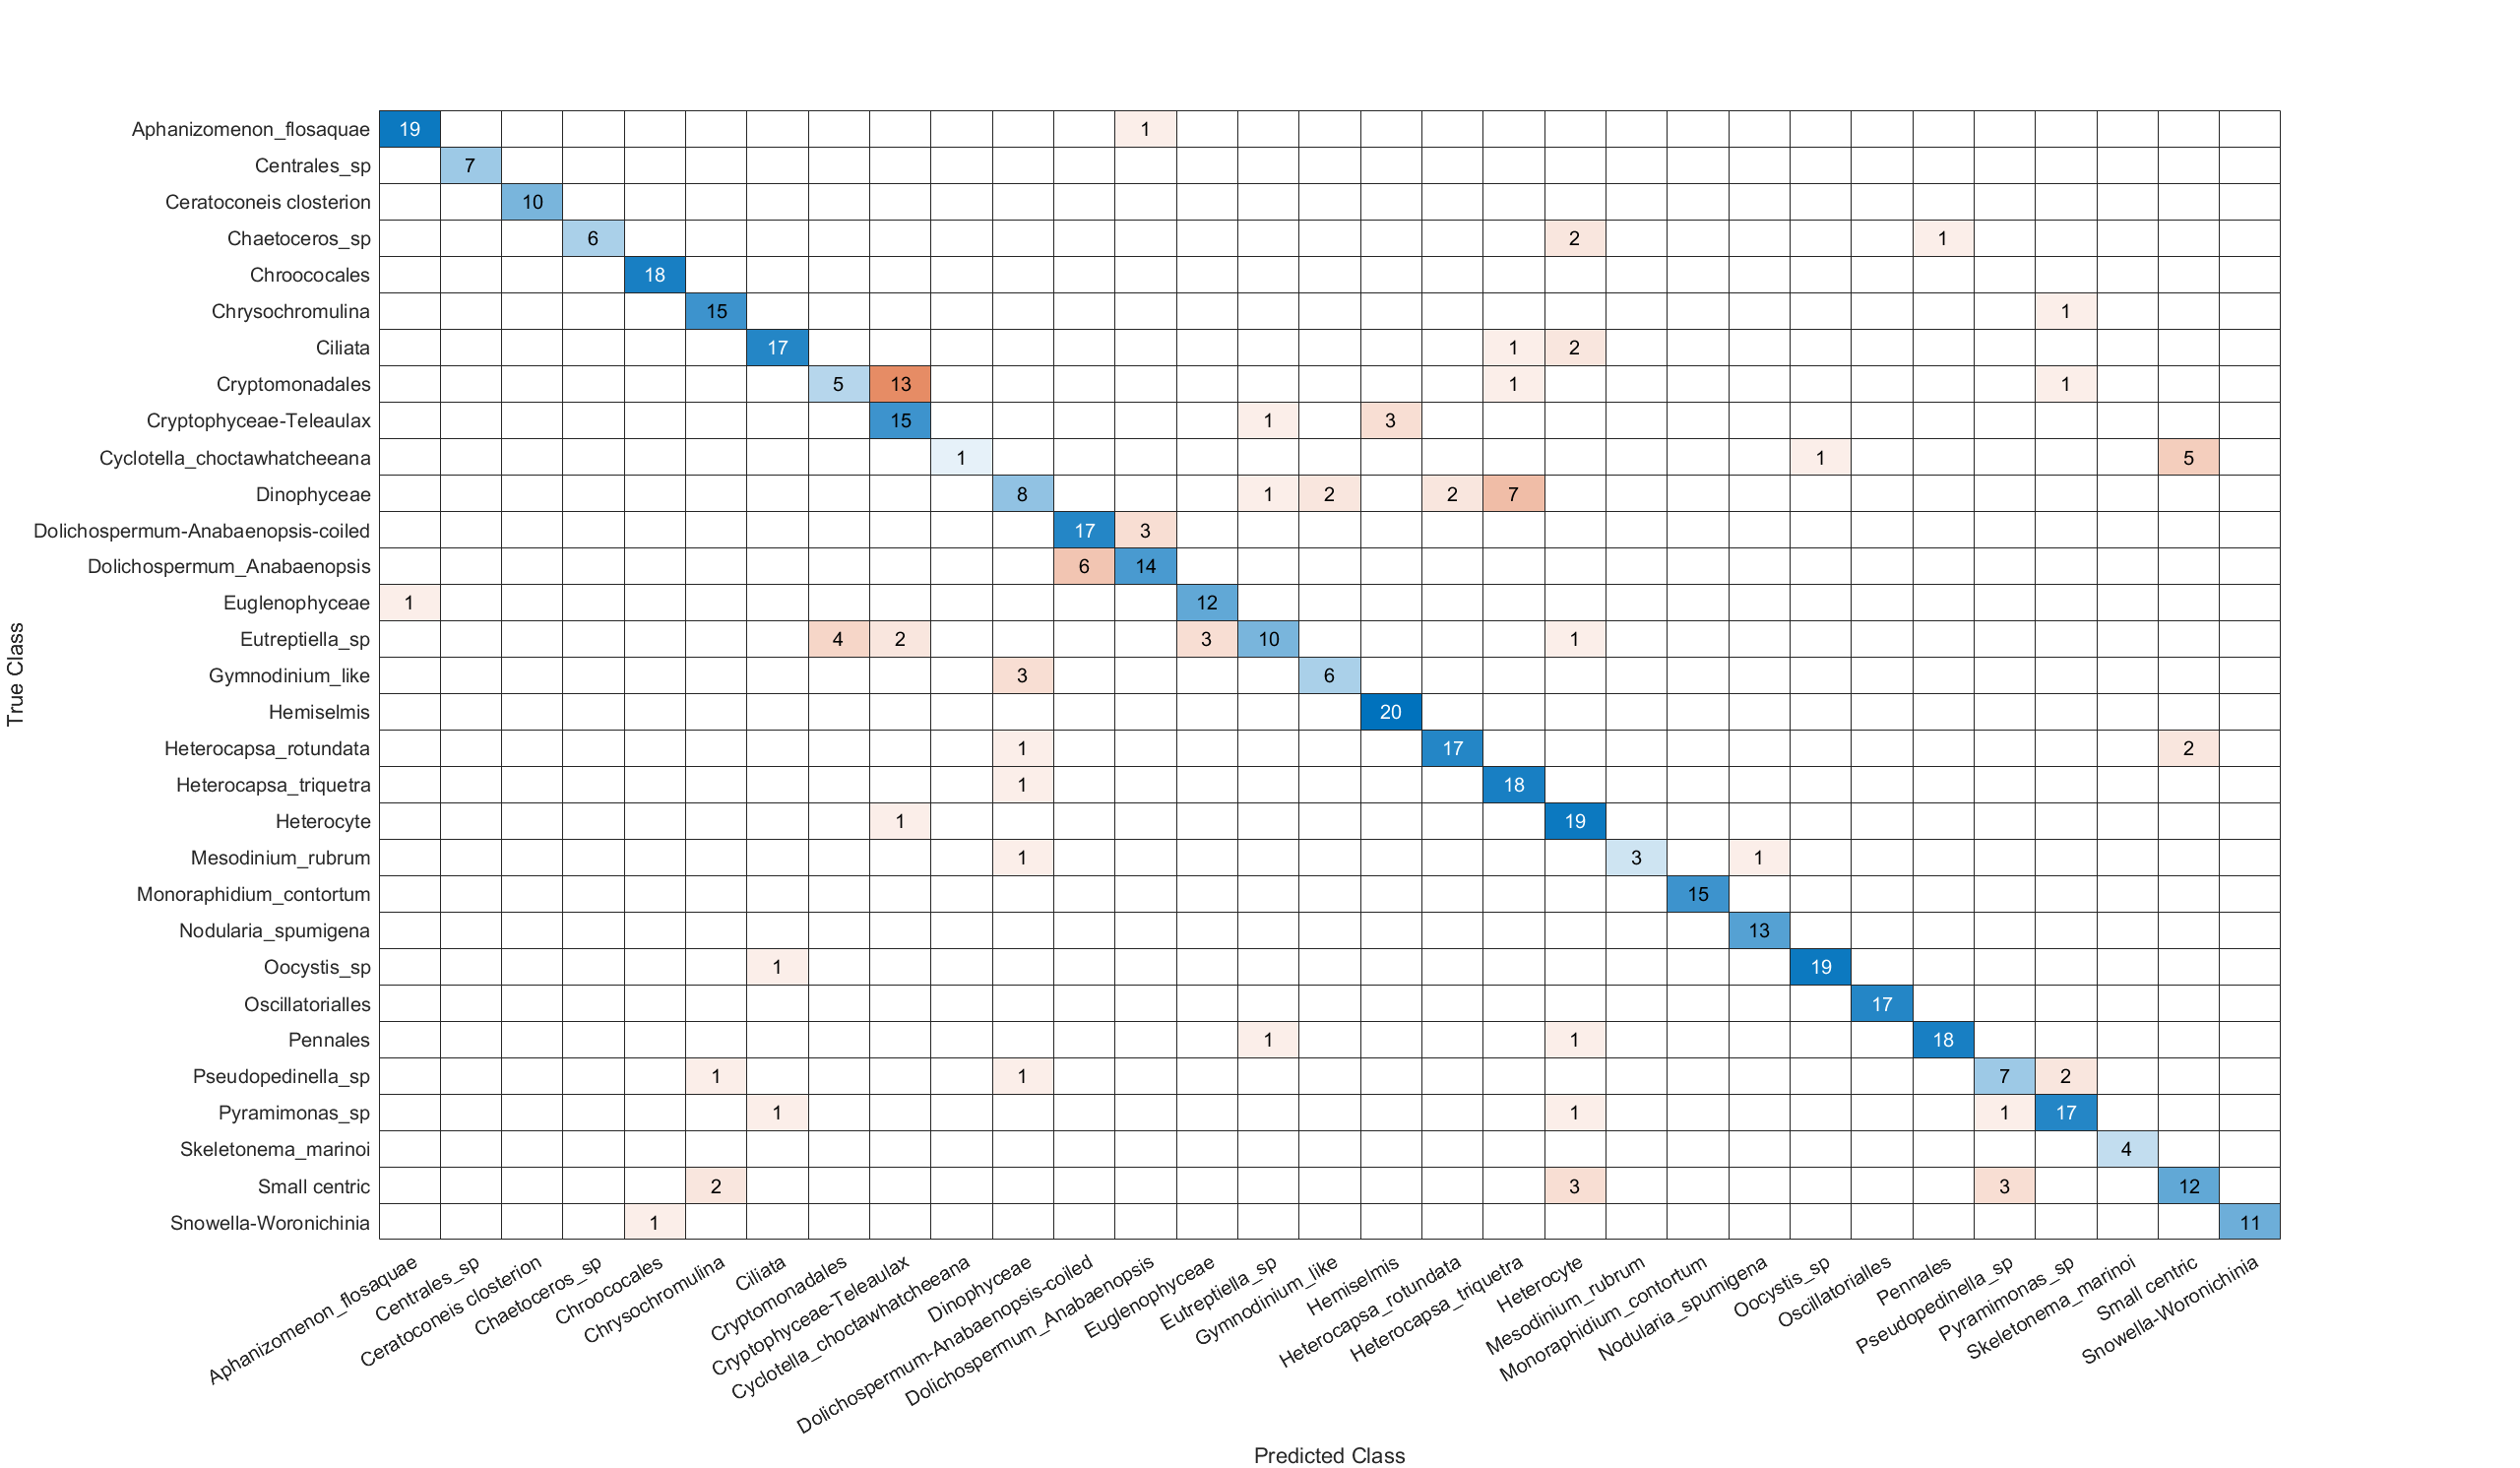 Aphanizomenon_flosaquae 19 1
Centrales_sp 7
Ceratoconeis closterion 10
Chaetoceros_sp 6 2 1
Chroococales 18
Chrysochromulina 15 1
Ciliata 17 1 2
Cryptomonadales 5 13 1 1
Cryptophyceae-Teleaulax 15 1 3
Cyclotella_choctawhatcheeana 1 1 5
Dinophyceae 8 1 2 2 7
Dolichospermum-Anabaenopsis-coiled 17 3
Dolichospermum_Anabaenopsis 6 14
Euglenophyceae 1 12
Eutreptiella_sp 4 2 3 10 1
Gymnodinium_like 3 6
Hemiselmis 20
Heterocapsa_rotundata 1 17 2
Heterocapsa_triquetra 1 18
Heterocyte 1 19
Mesodinium_rubrum 1 3 1
Monoraphidium_contortum 15
Nodularia_spumigena 13
Oocystis_sp 1 19
Oscillatorialles 17
Pennales 1 1 18
Pseudopedinella_sp 1 1 7 2
Pyramimonas_sp 1 1 1 17
Skeletonema_marinoi 4
Small centric 2 3 3 12
Snowella-Woronichinia 1 11
True Class
Aphanizomenon_flosaquae
Centrales_sp
Ceratoconeis closterion
Chaetoceros_sp
Chroococales
Chrysochromulina
Ciliata
Cryptomonadales
Cryptophyceae-Teleaulax
Cyclotella_choctawhatcheeana
Dinophyceae
Dolichospermum-Anabaenopsis-coiled
Dolichospermum_Anabaenopsis
Euglenophyceae
Eutreptiella_sp
Gymnodinium_like
Hemiselmis
Heterocapsa_rotundata
Heterocapsa_triquetra
Heterocyte
Mesodinium_rubrum
Monoraphidium_contortum
Nodularia_spumigena
Oocystis_sp
Oscillatorialles
Pennales
Pseudopedinella_sp
Pyramimonas_sp
Skeletonema_marinoi
Small centric
Snowella-Woronichinia
Predicted Class